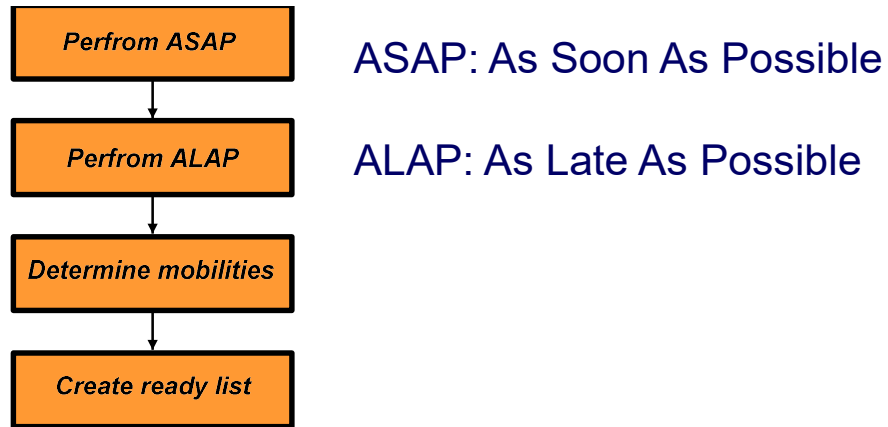 Perfrom ASAP
ASAP: As Soon As Possible
Perfrom ALAP
ALAP: As Late As Possible
Determine mobilities
Create ready list